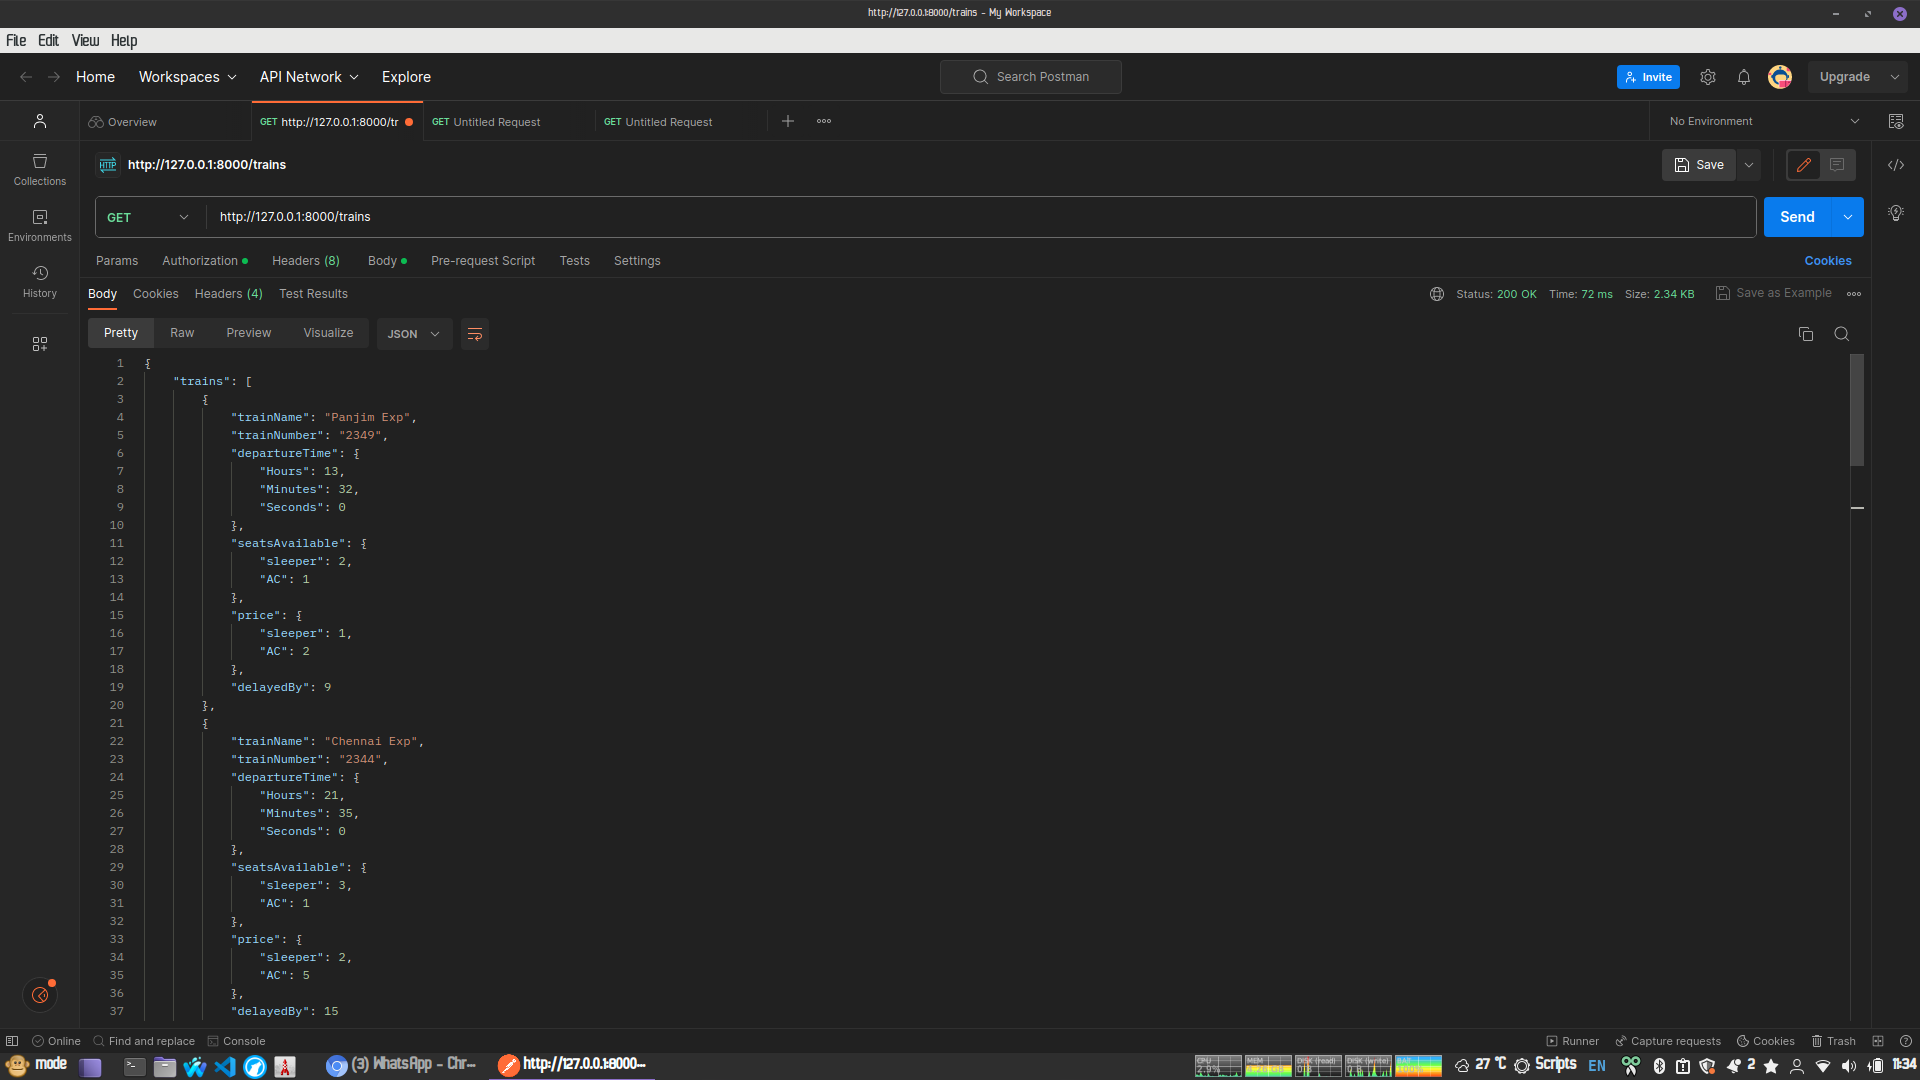 http://127.0.0.1:8000/trains - My Workspace
File Edit View Help
Home Workspaces API Network Explore
Search Postman
Invite
Upgrade
Overview
GET http://127.0.0.1:8000/tr
GET Untitled Request
GET Untitled Request
No Environment
HTTP http://127.0.0.1:8000/trains
Save
Collections
GET http://127.0.0.1:8000/trains
Send
Environments
Params Authorization Headers (8) Body Pre-request Script Tests Settings
Cookies
History
Body Cookies Headers (4) Test Results
Status: 200 OK Time: 72 ms Size: 2.34 KB Save as Example
Pretty Raw Preview Visualize JSON
1 {
2 "trains": [
3 {
4 "trainName": "Panjim Exp",
5 "trainNumber": "2349",
6 "departureTime": {
7 "Hours": 13,
8 "Minutes": 32,
9 "Seconds": 0
10 },
11 "seatsAvailable": {
12 "sleeper": 2,
13 "AC": 1
14 },
15 "price": {
16 "sleeper": 1,
17 "AC": 2
18 },
19 "delayedBy": 9
20 },
21 {
22 "trainName": "Chennai Exp",
23 "trainNumber": "2344",
24 "departureTime": {
25 "Hours": 21,
26 "Minutes": 35,
27 "Seconds": 0
28 },
29 "seatsAvailable": {
30 "sleeper": 3,
31 "AC": 1
32 },
33 "price": {
34 "sleeper": 2,
35 "AC": 5
36 },
37 "delayedBy": 15
Online Find and replace Console
Runner Capture requests Cookies Trash
mode
(3) WhatsApp - Chr...
http://127.0.0.1:8000...
CPU
2.9%
MEM
DISK (read)
DISK (write)
27 °C Scripts EN 2 11:34